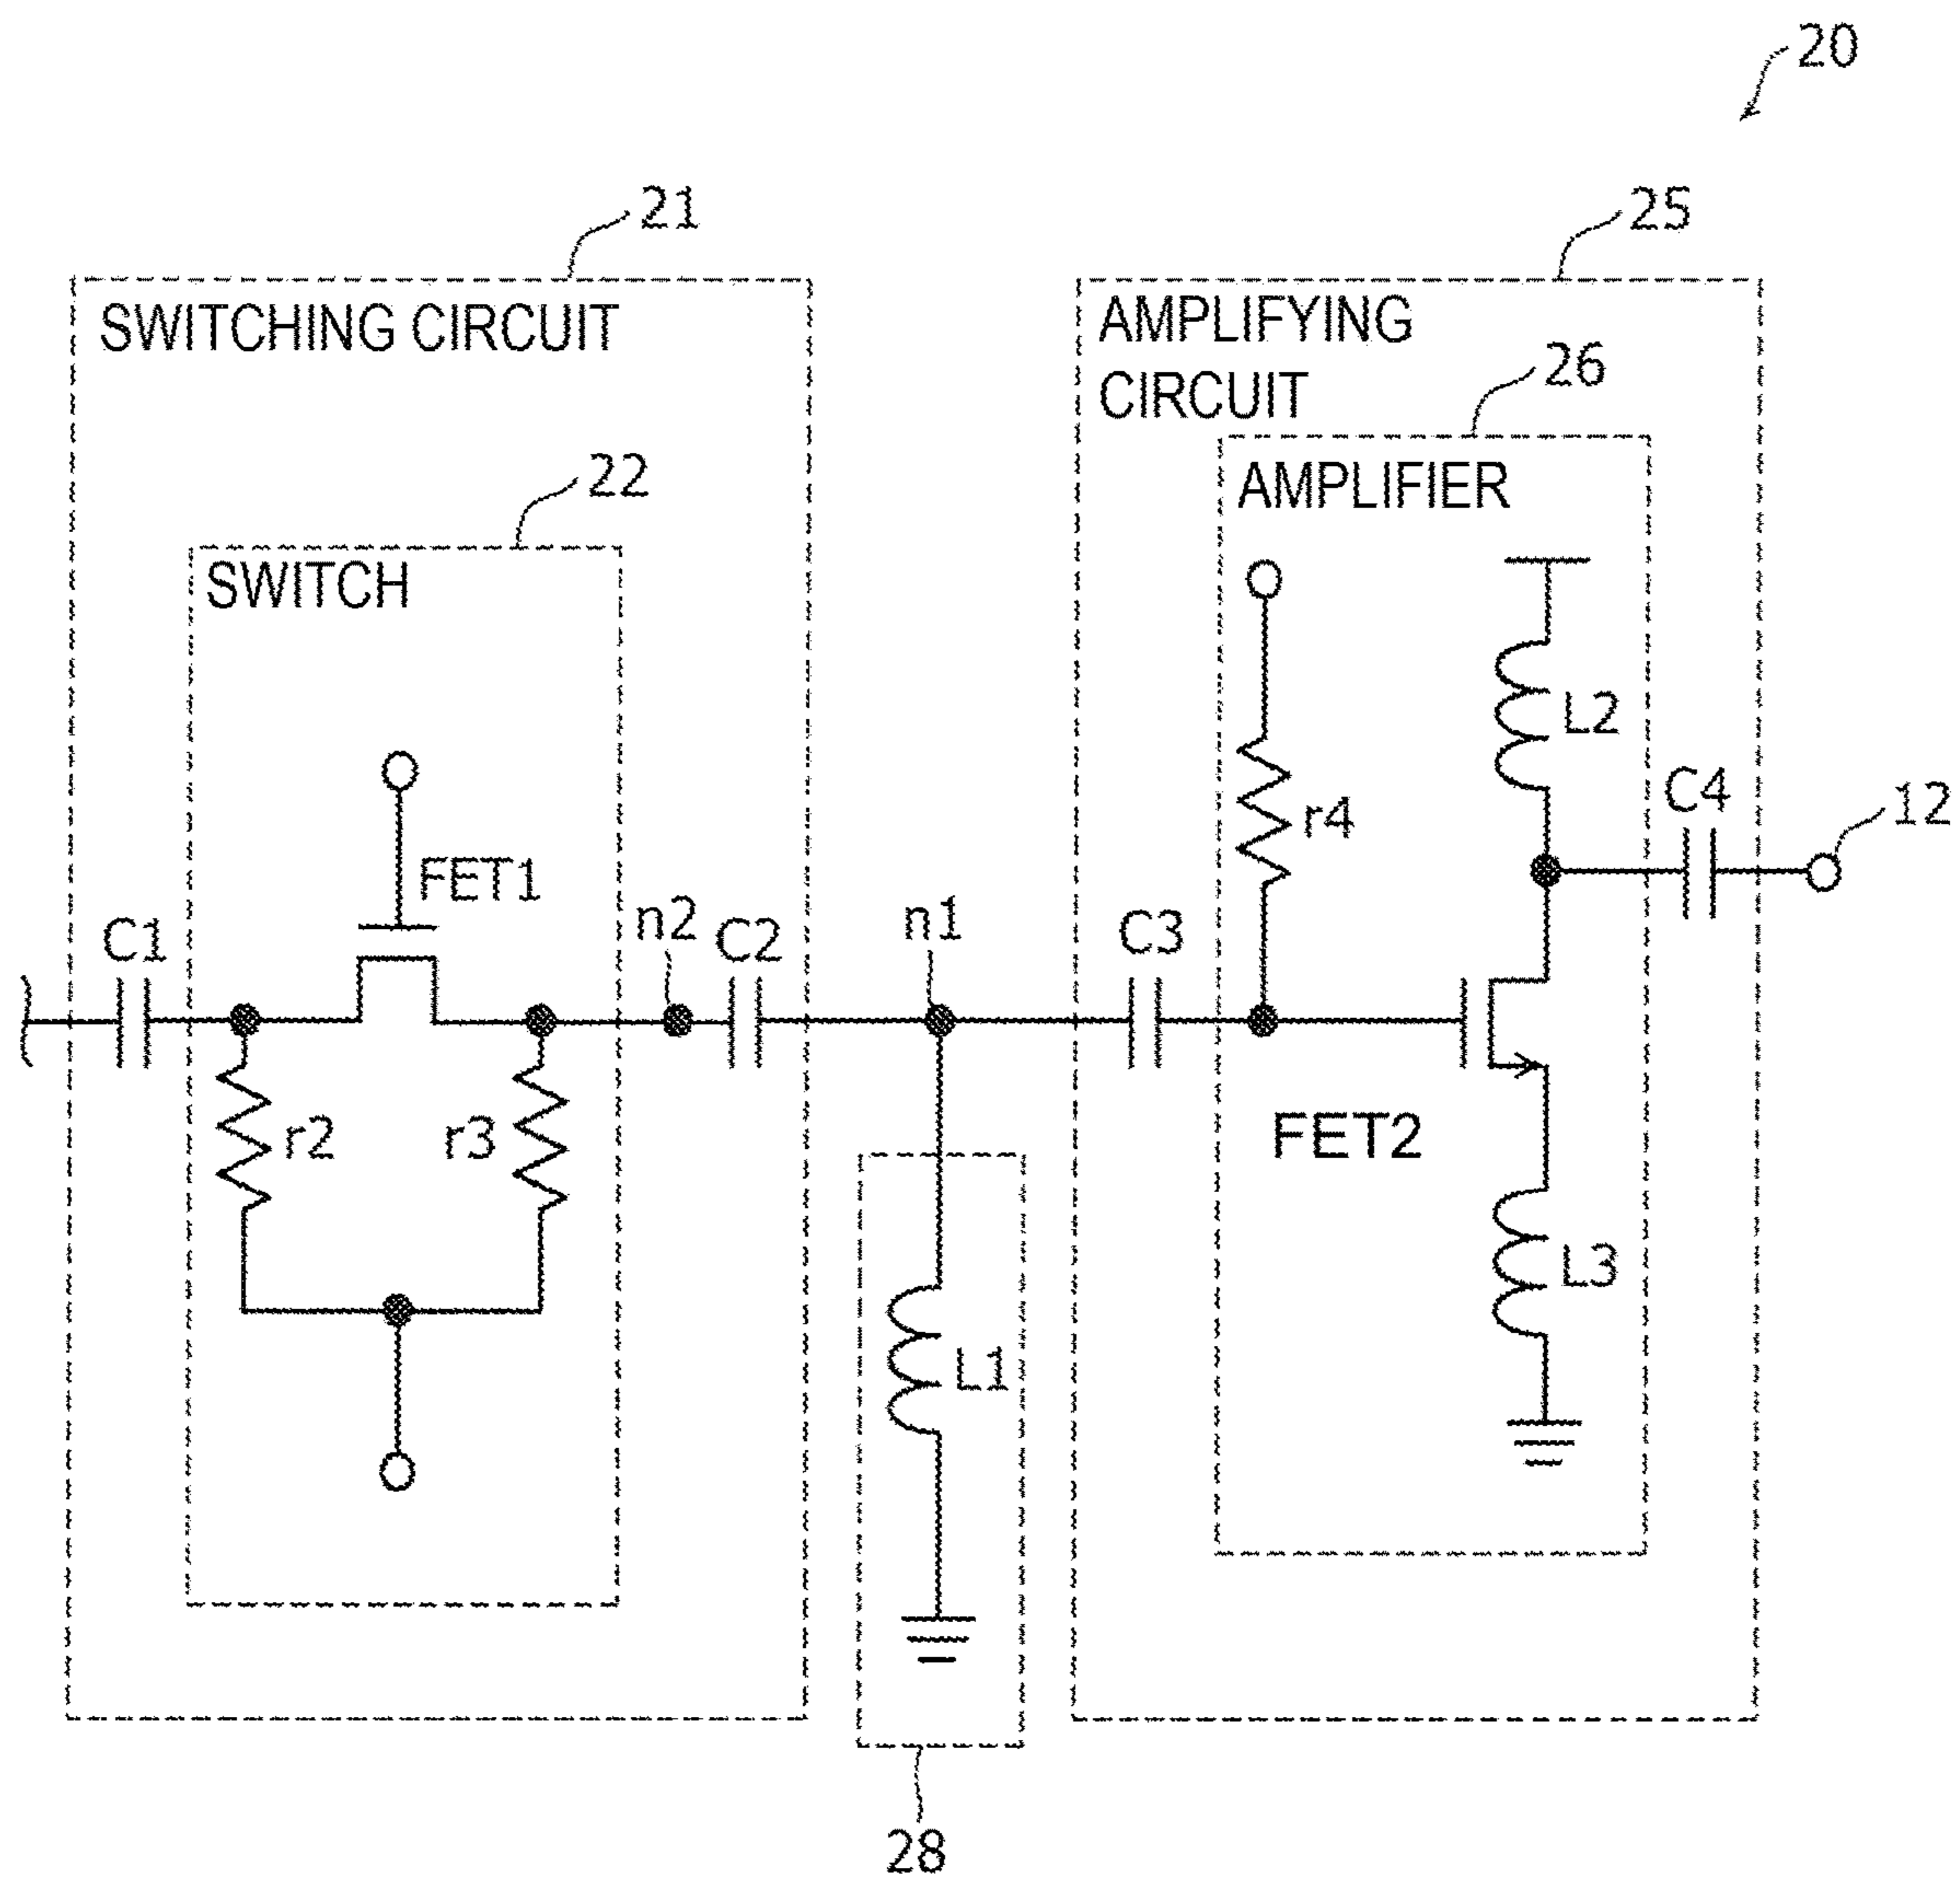 20
21
25
SWITCHING CIRCUIT
AMPLIFYING
CIRCUIT
26
22
AMPLIFIER
SWITCH
L2
r4
C4
12
FET1
C1
n2
C2
n1
C3
r2
r3
FET2
L3
L1
28